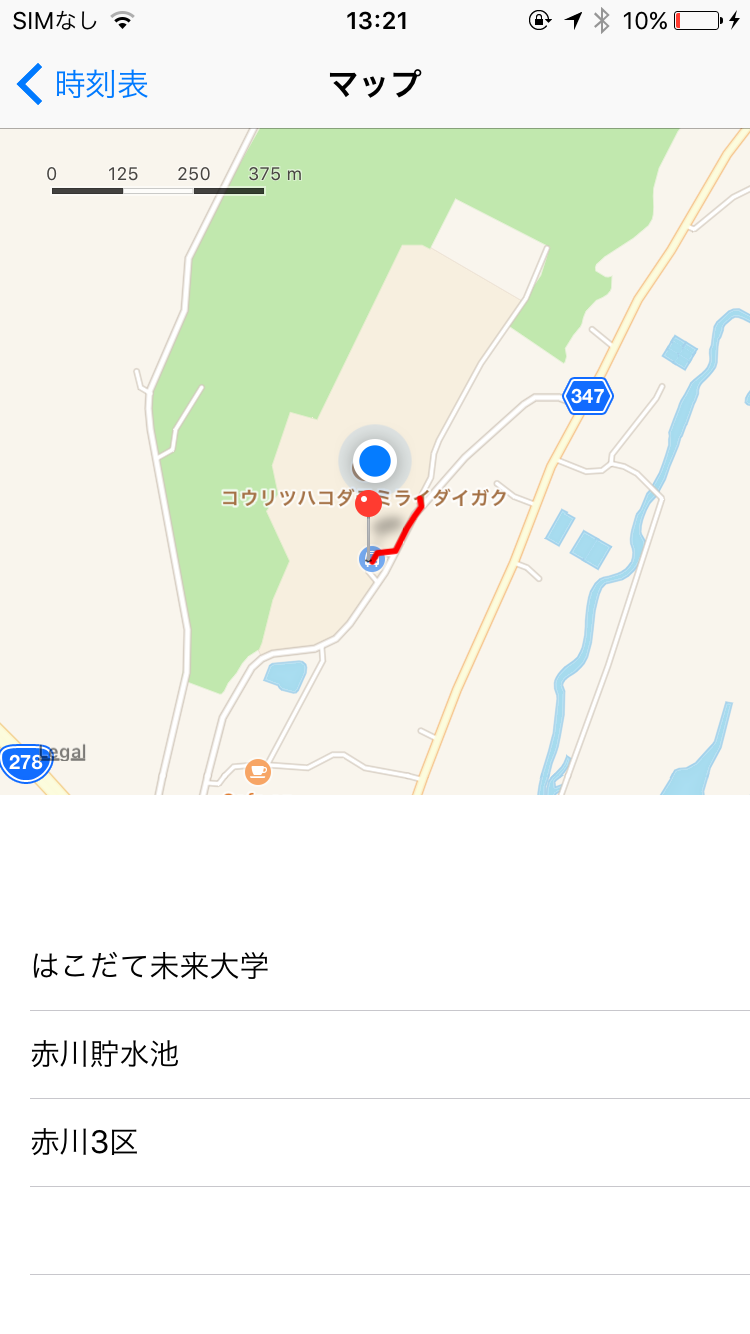 SIMなし 13:21 10%
時刻表 マップ
0 125 250 375 m
347
コウリツハコダテミライダイガク
Legal
278
はこだて未来大学
赤川貯水池
赤川3区